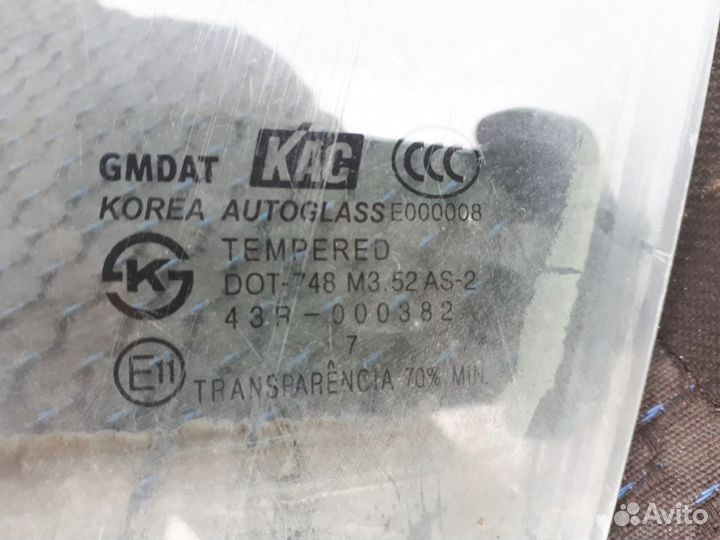 GMDAT KAC CCC
KOREA AUTOGLASS E000008
TEMPERED
K
DOT-748 M3.52 AS-2
43R-000382
7
E11 TRANSPARÊNCIA 70% MIN.
Avito